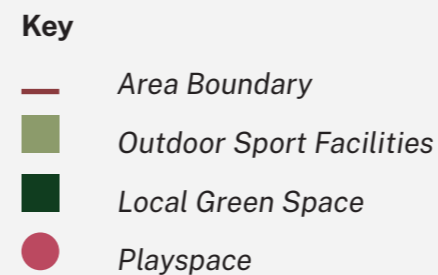 Key
Area Boundary
Outdoor Sport Facilities
Local Green Space
Playspace